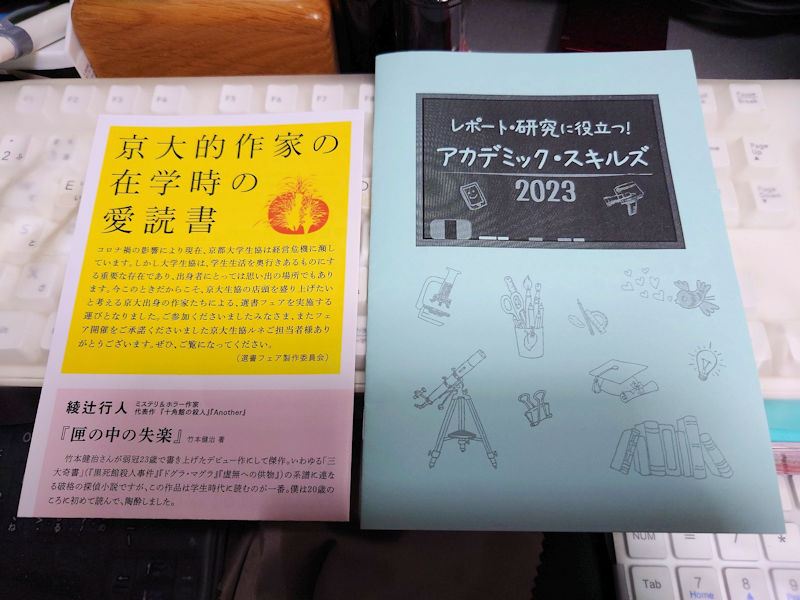 京大的作家の
在学時の
愛読書
コロナ禍の影響により現在、京都大学生協は経営危機に瀕し
ています。しかし大学生協は、学生生活を奥行きあるものにす
る重要な存在であり、出身者にとっては思い出の場所でもあり
ます。今このときだからこそ、京大生協の店頭を盛り上げたい
と考える京大出身の作家たちによる、選書フェアを実施する
運びとなりました。ご参加くださいましたみなさま、またフェ
ア開催をご承諾くださいました京大生協ルネご担当者様あり
がとうございます。ぜひ、ご覧になってください。
(選書フェア製作委員会)
綾辻行人 ミステリ&ホラー作家
代表作 『十角館の殺人』『Another』
『匣の中の失楽』 竹本健治 著
竹本健治さんが弱冠23歳で書き上げたデビュー作にして傑作。いわゆる「三
大奇書」(『黒死館殺人事件』『ドグラ・マグラ』『虚無への供物』)の系譜に連な
る破格の探偵小説ですが、この作品は学生時代に読むのが一番。僕は20歳の
ころに初めて読んで、陶酔しました。
レポート・研究に役立つ!
アカデミック・スキルズ
2023
F2
F5
F6
F7
Pause
Break
Page
Up
Page
Down
2
E
NUM
=
*
Tab
7
Home
8
9